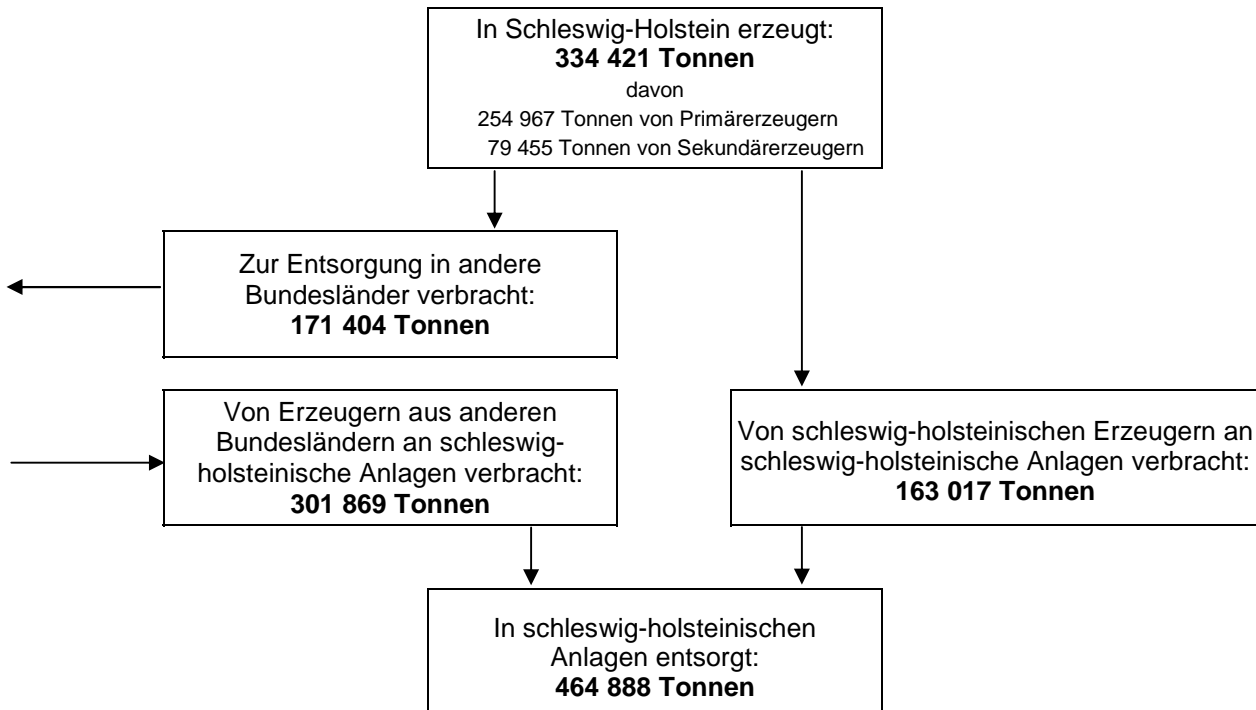 In Schleswig-Holstein erzeugt:
334 421 Tonnen
davon
254 967 Tonnen von Primärerzeugern
79 455 Tonnen von Sekundärerzeugern
Zur Entsorgung in andere
Bundesländer verbracht:
171 404 Tonnen
Von Erzeugern aus anderen
Bundesländern an schleswig-
holsteinische Anlagen verbracht:
301 869 Tonnen
Von schleswig-holsteinischen Erzeugern an
schleswig-holsteinische Anlagen verbracht:
163 017 Tonnen
In schleswig-holsteinischen
Anlagen entsorgt:
464 888 Tonnen